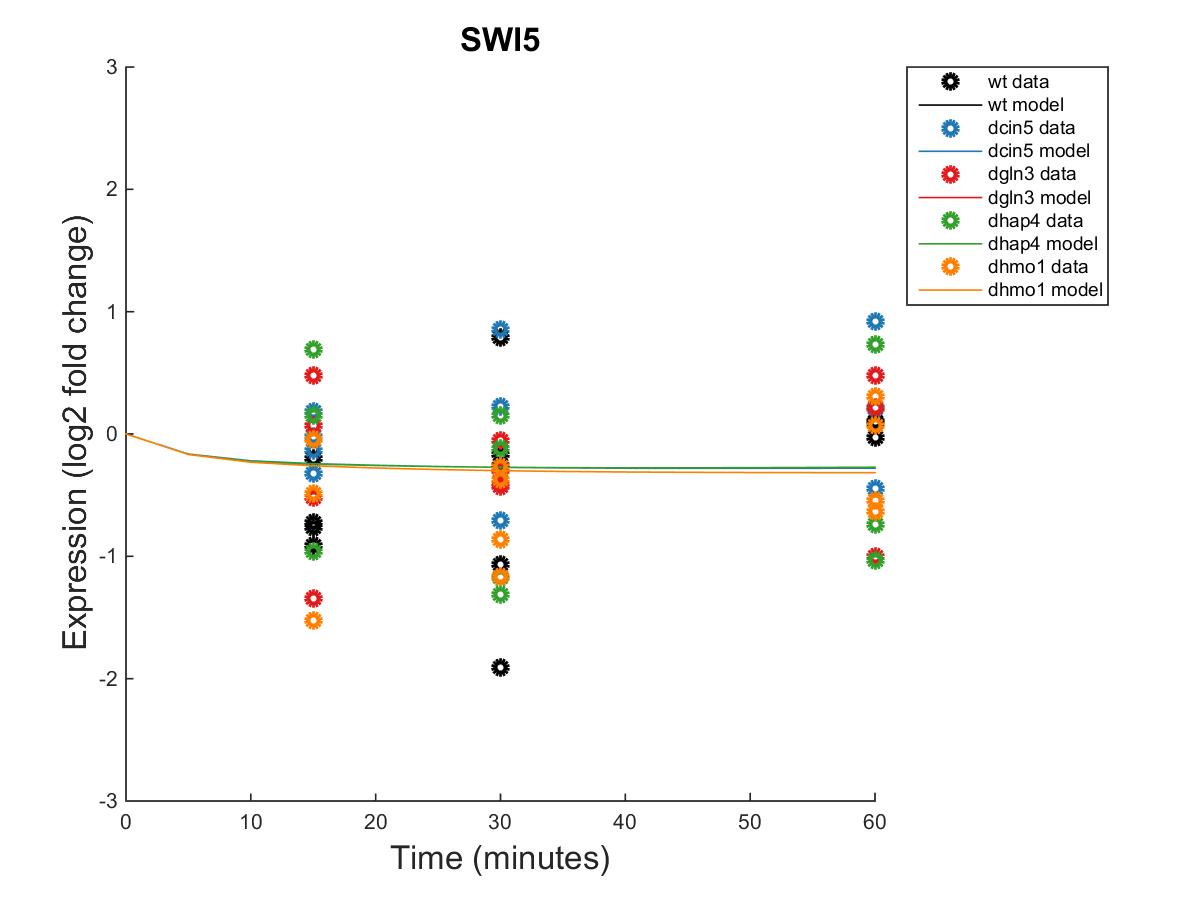 SWI5
3
2
1
0
-1
-2
-3
Expression (log2 fold change)
0 10 20 30 40 50 60
Time (minutes)
wt data
wt model
dcin5 data
dcin5 model
dgln3 data
dgln3 model
dhap4 data
dhap4 model
dhmo1 data
dhmo1 model